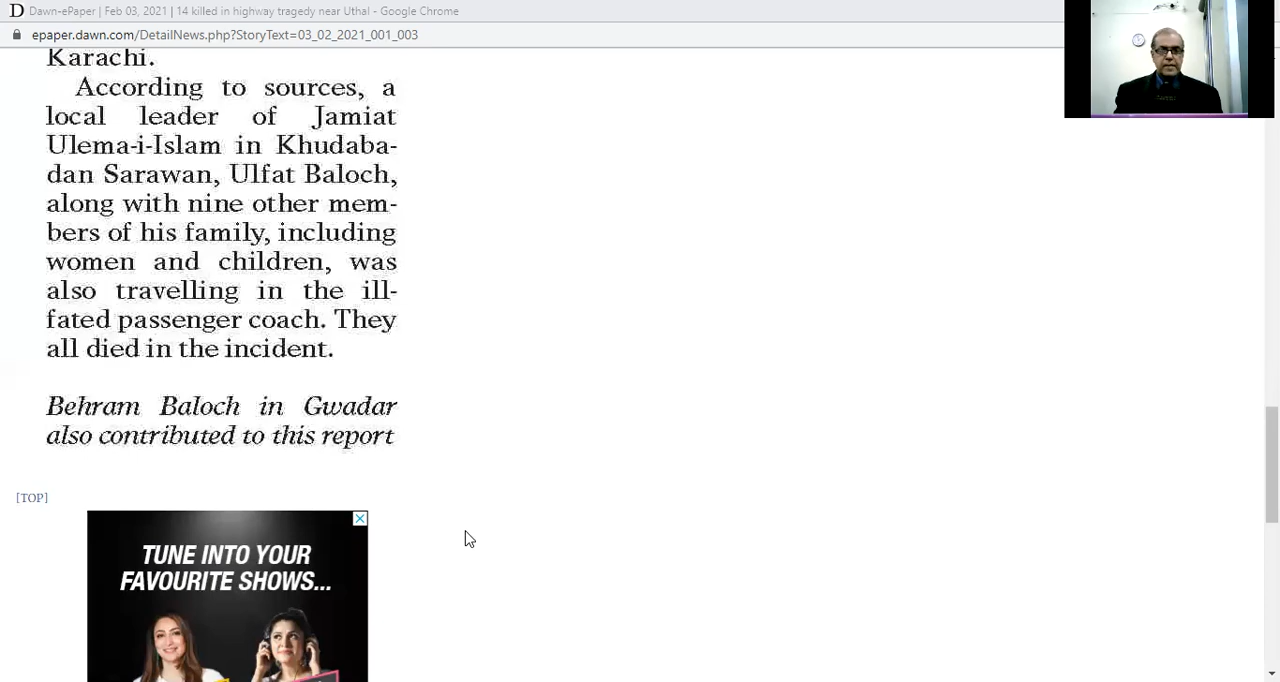 Dawn-ePaper | Feb 03, 2021 | 14 killed in highway tragedy near Uthal - Google Chrome
epaper.dawn.com/DetailNews.php?StoryText=03_02_2021_001_003
Karachi.
According to sources, a
local leader of Jamiat
Ulema-i-Islam in Khudaba-
dan Sarawan, Ulfat Baloch,
along with nine other mem-
bers of his family, including
women and children, was
also travelling in the ill-
fated passenger coach. They
all died in the incident.
Behram Baloch in Gwadar
also contributed to this report
[TOP]
TUNE INTO YOUR
FAVOURITE SHOWS...